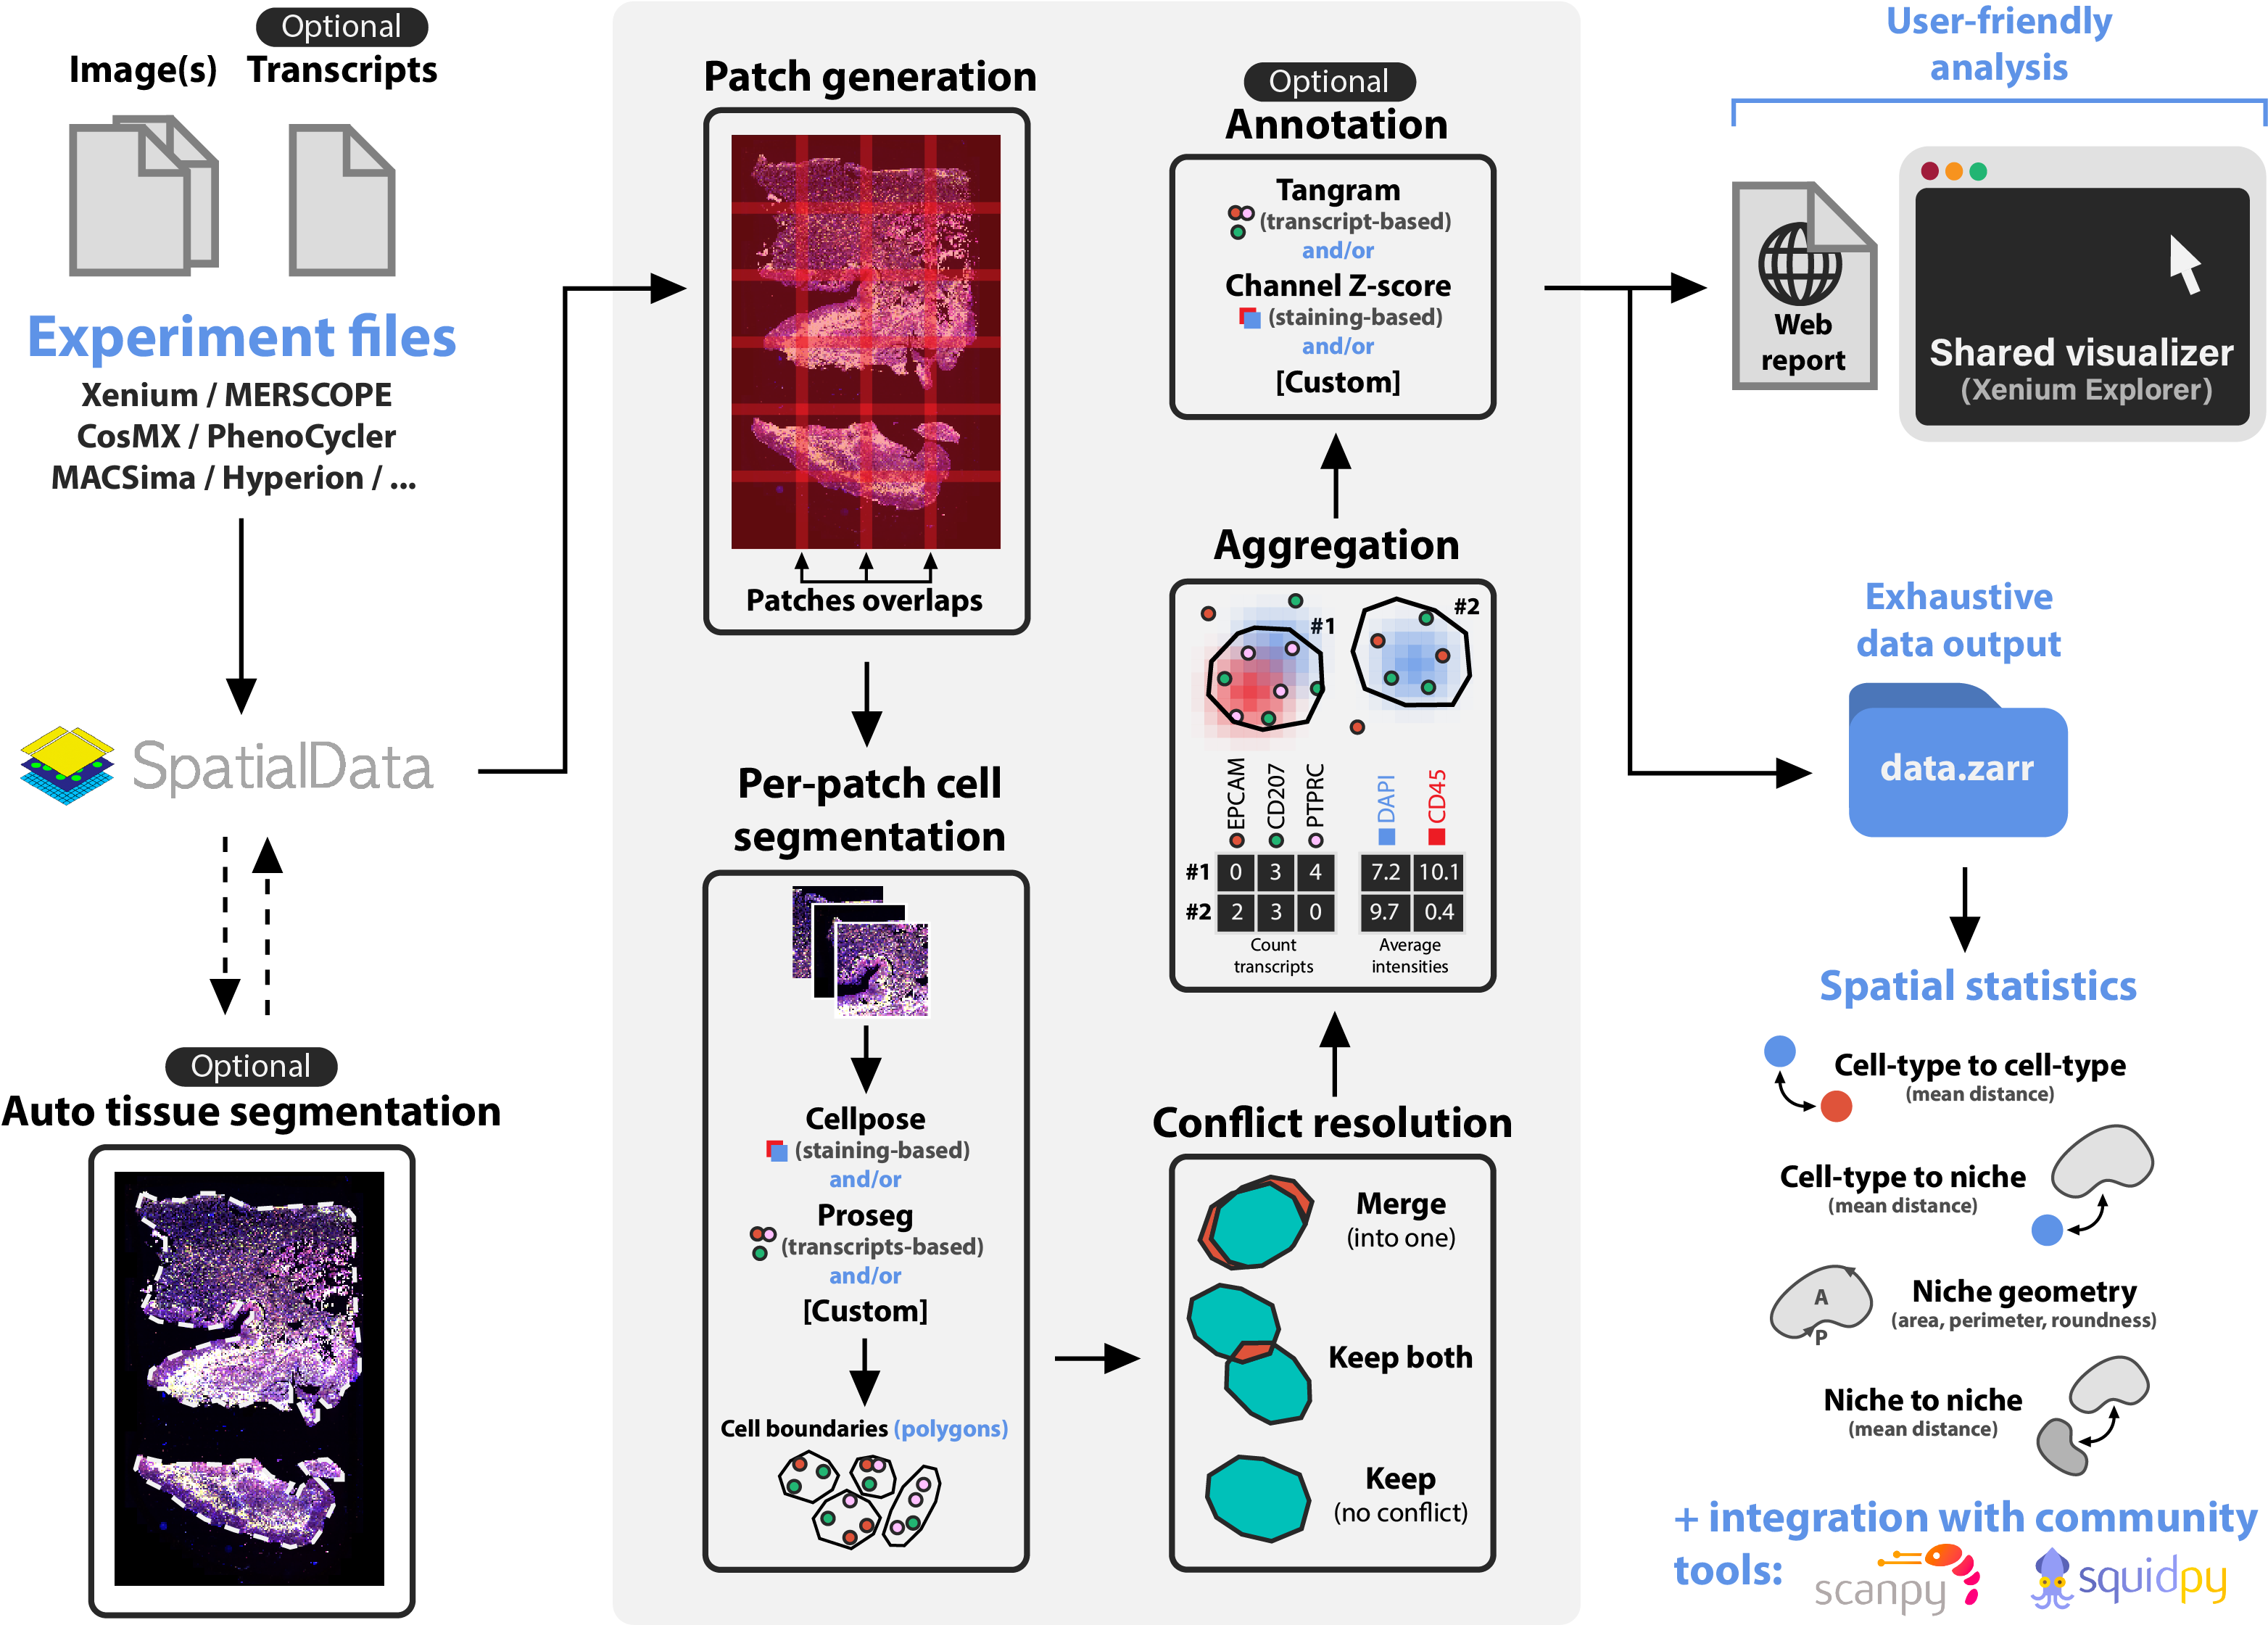 Optional
Image(s) Transcripts
Experiment files
Xenium / MERSCOPE
CosMX / PhenoCycler
MACSima / Hyperion / ...
SpatialData
Optional
Auto tissue segmentation
Patch generation
Patches overlaps
Per-patch cell
segmentation
Cellpose
(staining-based)
and/or
Proseg
(transcripts-based)
and/or
[Custom]
Cell boundaries (polygons)
Conflict resolution
Merge
(into one)
Keep both
Keep
(no conflict)
Aggregation
#1
#2
EPCAM
CD207
PTPRC
DAPI
CD45
#1 0 3 4 7.2 10.1
#2 2 3 0 9.7 0.4
Count
transcripts
Average
intensities
Optional
Annotation
Tangram
(transcript-based)
and/or
Channel Z-score
(staining-based)
and/or
[Custom]
User-friendly
analysis
Web
report
Shared visualizer
(Xenium Explorer)
Exhaustive
data output
data.zarr
Spatial statistics
Cell-type to cell-type
(mean distance)
Cell-type to niche
(mean distance)
A
P
Niche geometry
(area, perimeter, roundness)
Niche to niche
(mean distance)
+ integration with community
tools: scanpy squidpy